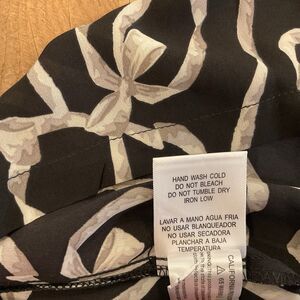 HAND WASH COLD
DO NOT BLEACH
DO NOT TUMBLE DRY
IRON LOW
LAVAR A MANO AGUA FRIA
NO USAR BLANQUEADOR
NO USAR SECADORA
PLANCHAR A BAJA
TEMPERATURA
CALIFORNIA